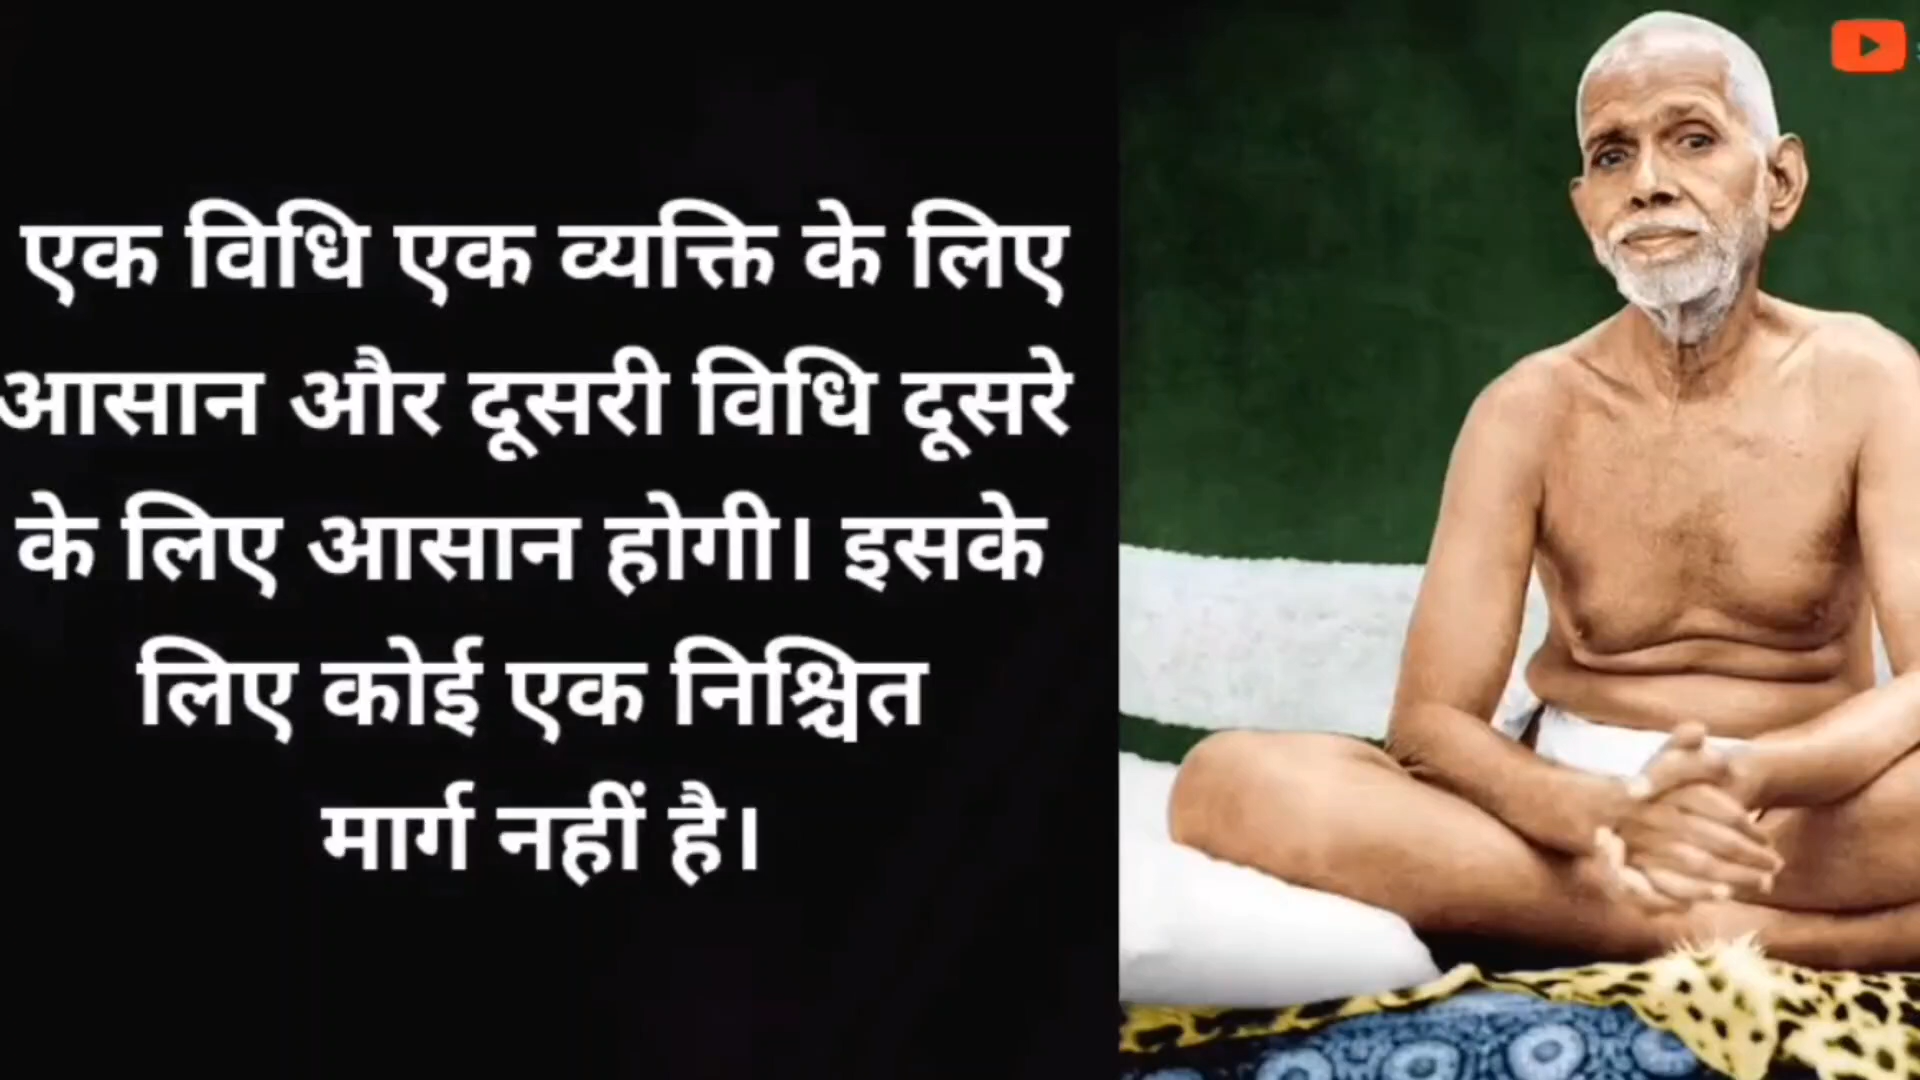 एक विधि एक व्यक्ति के लिए
आसान और दूसरी विधि दूसरे
के लिए आसान होगी। इसके
लिए कोई एक निश्चित
मार्ग नहीं है।